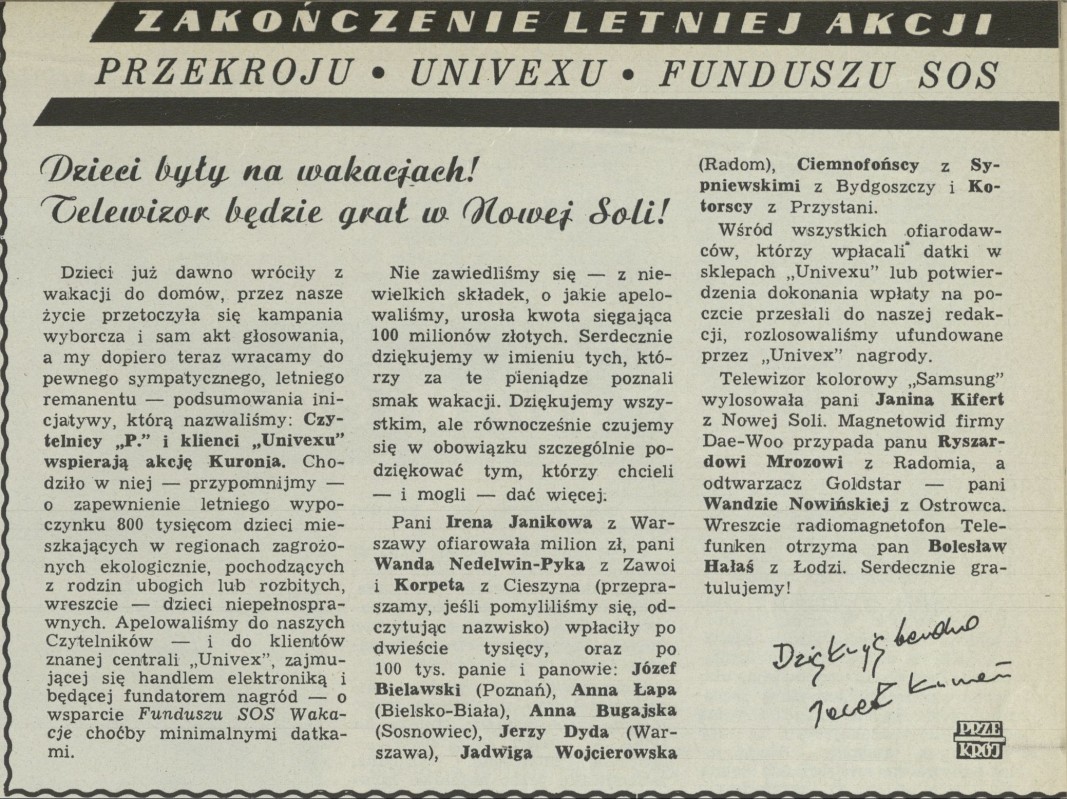 ZAKOŃCZENIE LETNIEJ AKCJI
PRZEKROJU • UNIVEXU • FUNDUSZU SOS
Dzieci były na wakacjach!
Telewizor będzie grał w Nowej Soli!
Dzieci już dawno wróciły z
wakacji do domów, przez nasze
życie przetoczyła się kampania
wyborcza i sam akt głosowania,
a my dopiero teraz wracamy do
pewnego sympatycznego, letniego
remanentu — podsumowania ini-
cjatywy, którą nazwaliśmy: Czy-
telnicy „P." i klienci „Univexu"
wspierają akcję Kuronia. Cho-
dziło w niej — przypomnijmy —
o zapewnienie letniego wypo-
czynku 800 tysięcom dzieci mie-
szkających w regionach zagrożo-
nych ekologicznie, pochodzących
z rodzin ubogich lub rozbitych,
wreszcie — dzieci niepełnospra-
wnych. Apelowaliśmy do naszych
Czytelników — i do klientów
znanej centrali „Univex", zajmu-
jącej się handlem elektroniką i
będącej fundatorem nagród — o
wsparcie Funduszu SOS Waka-
cje choćby minimalnymi datka-
mi.
Nie zawiedliśmy się — z nie-
wielkich składek, o jakie apelo-
waliśmy, urosła kwota sięgająca
100 milionów złotych. Serdecznie
dziękujemy w imieniu tych, któ-
rzy za te pieniądze poznali
smak wakacji. Dziękujemy wszy-
stkim, ale równocześnie czujemy
się w obowiązku szczególnie po-
dziękować tym, którzy chcieli
— i mogli — dać więcej.
Pani Irena Janikowa z War-
szawy ofiarowała milion zł, pani
Wanda Nedelwin-Pyka z Zawoi
i Korpeta z Cieszyna (przepra-
szamy, jeśli pomyliliśmy się, od-
czytując nazwisko) wpłaciły po
dwieście tysięcy, oraz po
100 tys. panie i panowie: Józef
Bielawski (Poznań), Anna Łapa
(Bielsko-Biała), Anna Bugajska
(Sosnowiec), Jerzy Dyda (War-
szawa), Jadwiga Wojcierowska
(Radom), Ciemnofońscy z Sy-
pniewskimi z Bydgoszczy i Ko-
torscy z Przystani.
Wśród wszystkich ofiarodaw-
ców, którzy wpłacali datki w
sklepach „Univexu" lub potwier-
dzenia dokonania wpłaty na po-
czcie przesłali do naszej redak-
cji, rozlosowaliśmy ufundowane
przez „Univex" nagrody.
Telewizor kolorowy „Samsung"
wylosowała pani Janina Kifert
z Nowej Soli. Magnetowid firmy
Dae-Woo przypada panu Ryszar-
dowi Mrozowi z Radomia, a
odtwarzacz Goldstar — pani
Wandzie Nowińskiej z Ostrowca.
Wreszcie radiomagnetofon Tele-
funken otrzyma pan Bolesław
Hałaś z Łodzi. Serdecznie gra-
tulujemy!
Dziękuję bardzo
Jacek Kuroń
PRZE
KRÓJ